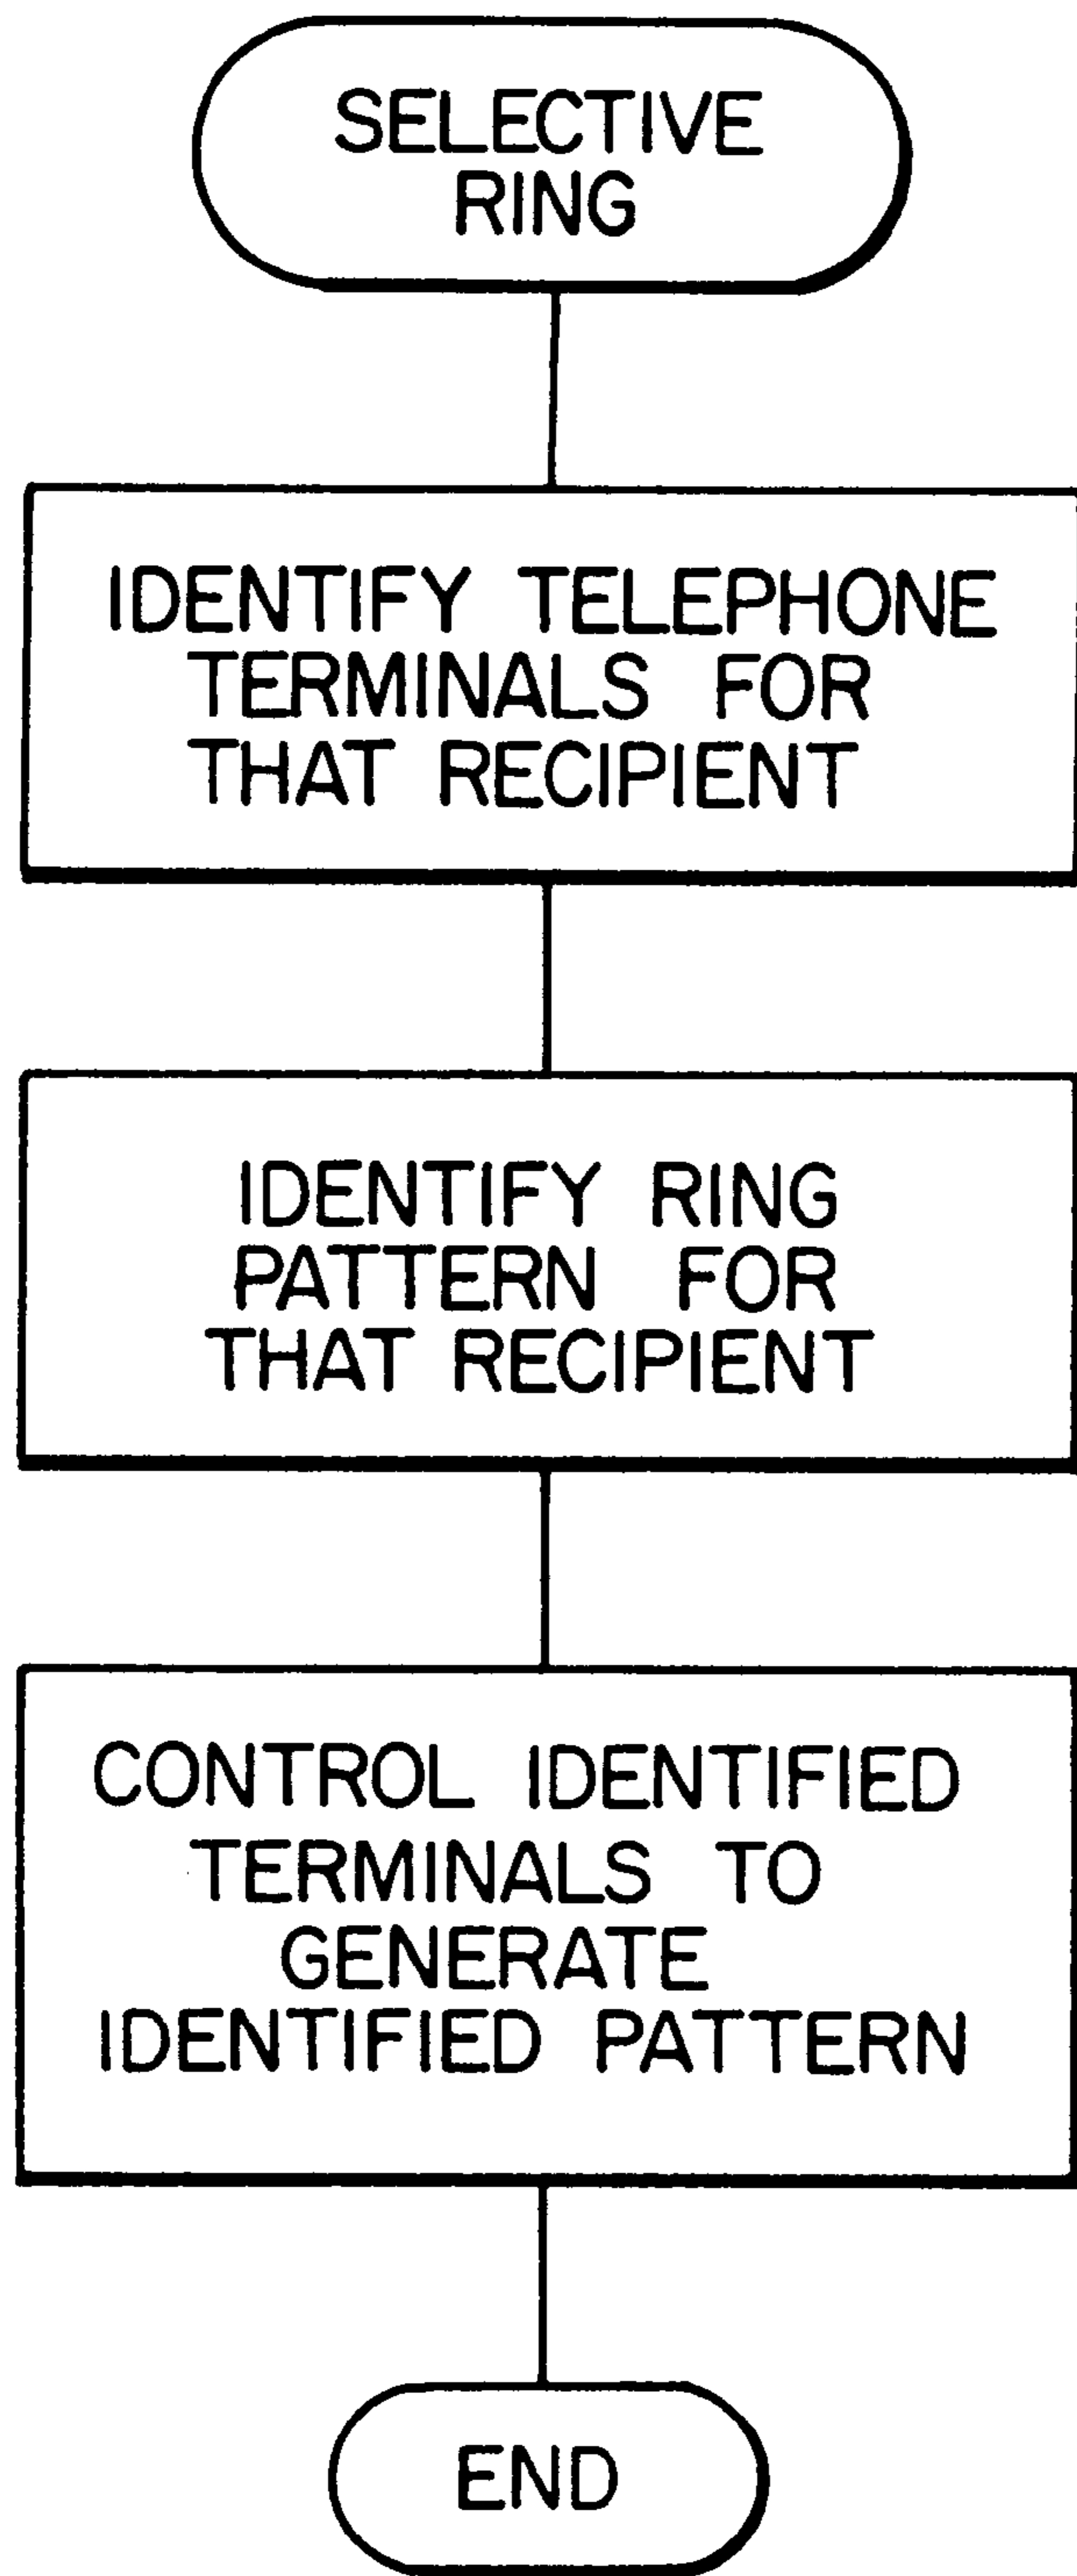 SELECTIVE
RING
IDENTIFY TELEPHONE
TERMINALS FOR
THAT RECIPIENT
IDENTIFY RING
PATTERN FOR
THAT RECIPIENT
CONTROL IDENTIFIED
TERMINALS TO
GENERATE
IDENTIFIED PATTERN
END